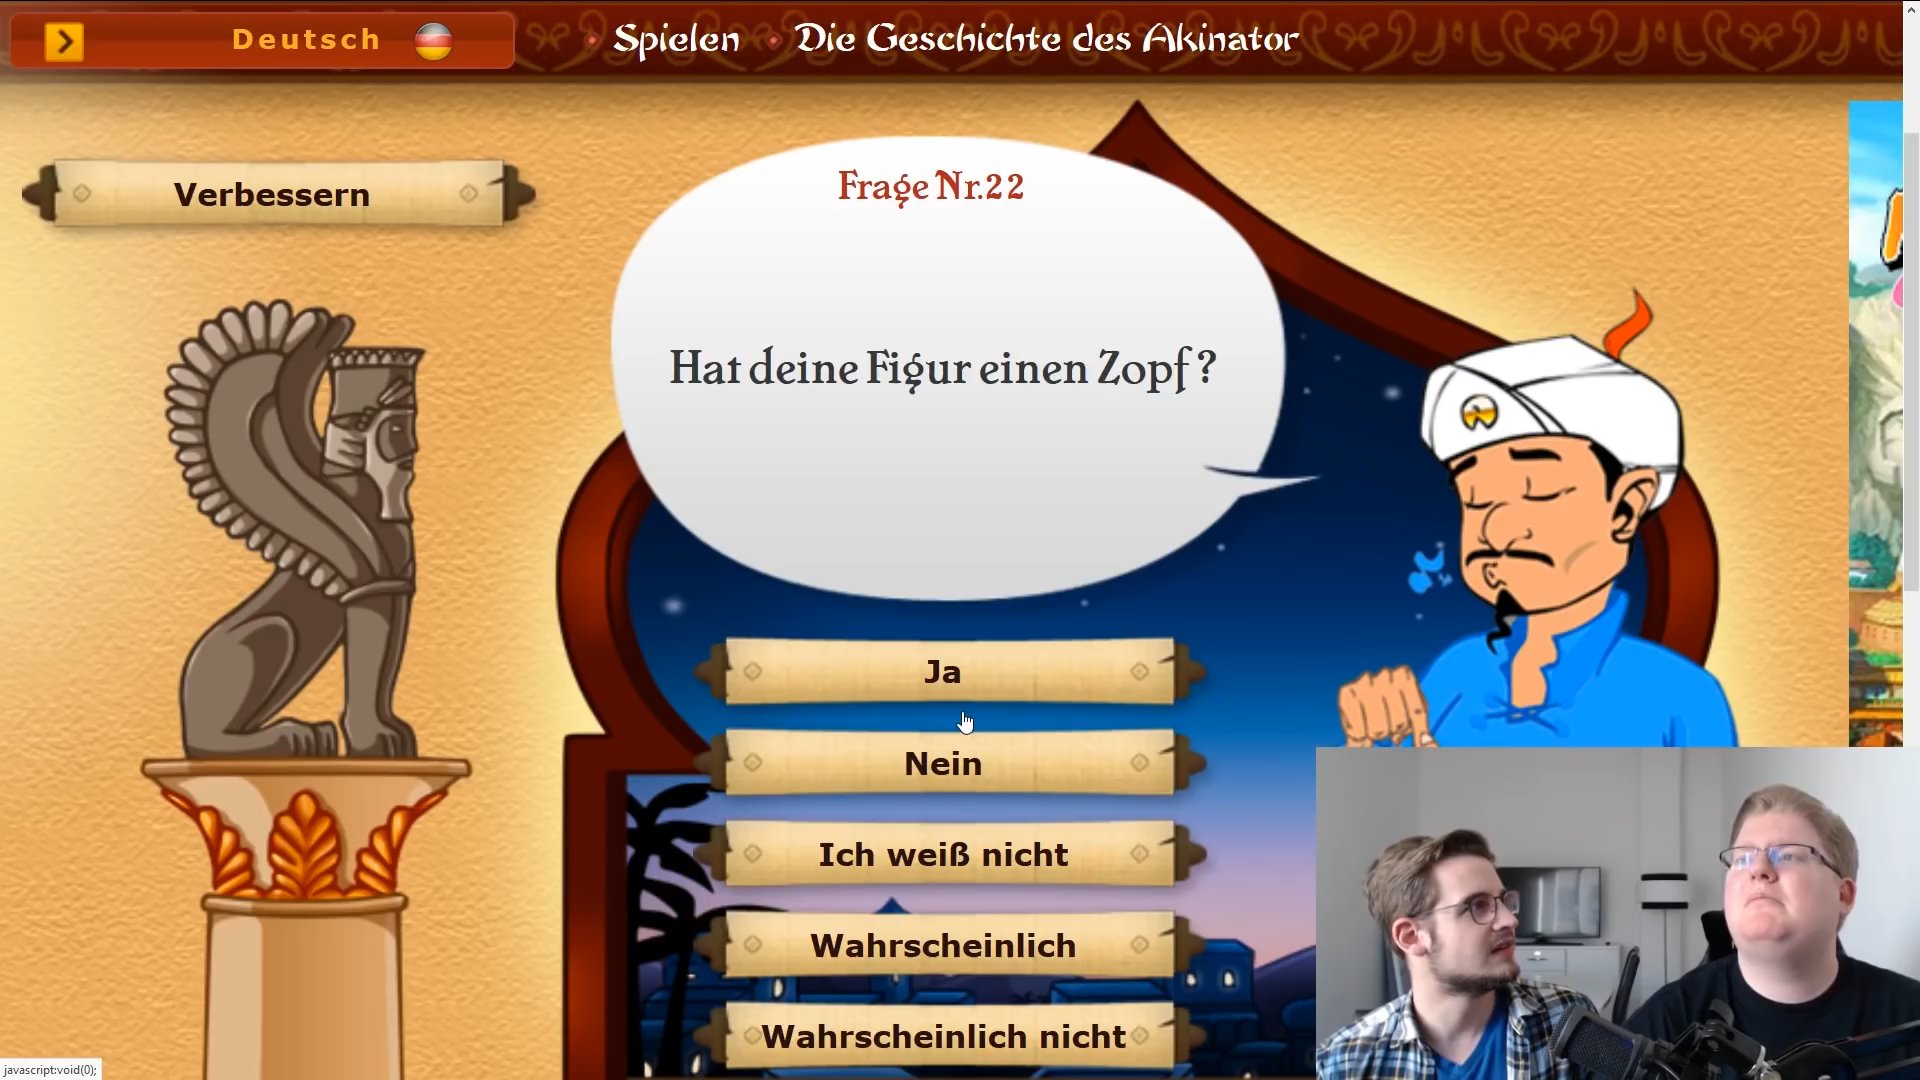 Deutsch
Spielen
Die Geschichte des Akinator
Verbessern
Frage Nr.22
Hat deine Figur einen Zopf ?
Ja
Nein
Ich weiß nicht
Wahrscheinlich
Wahrscheinlich nicht
javascript:void(0);